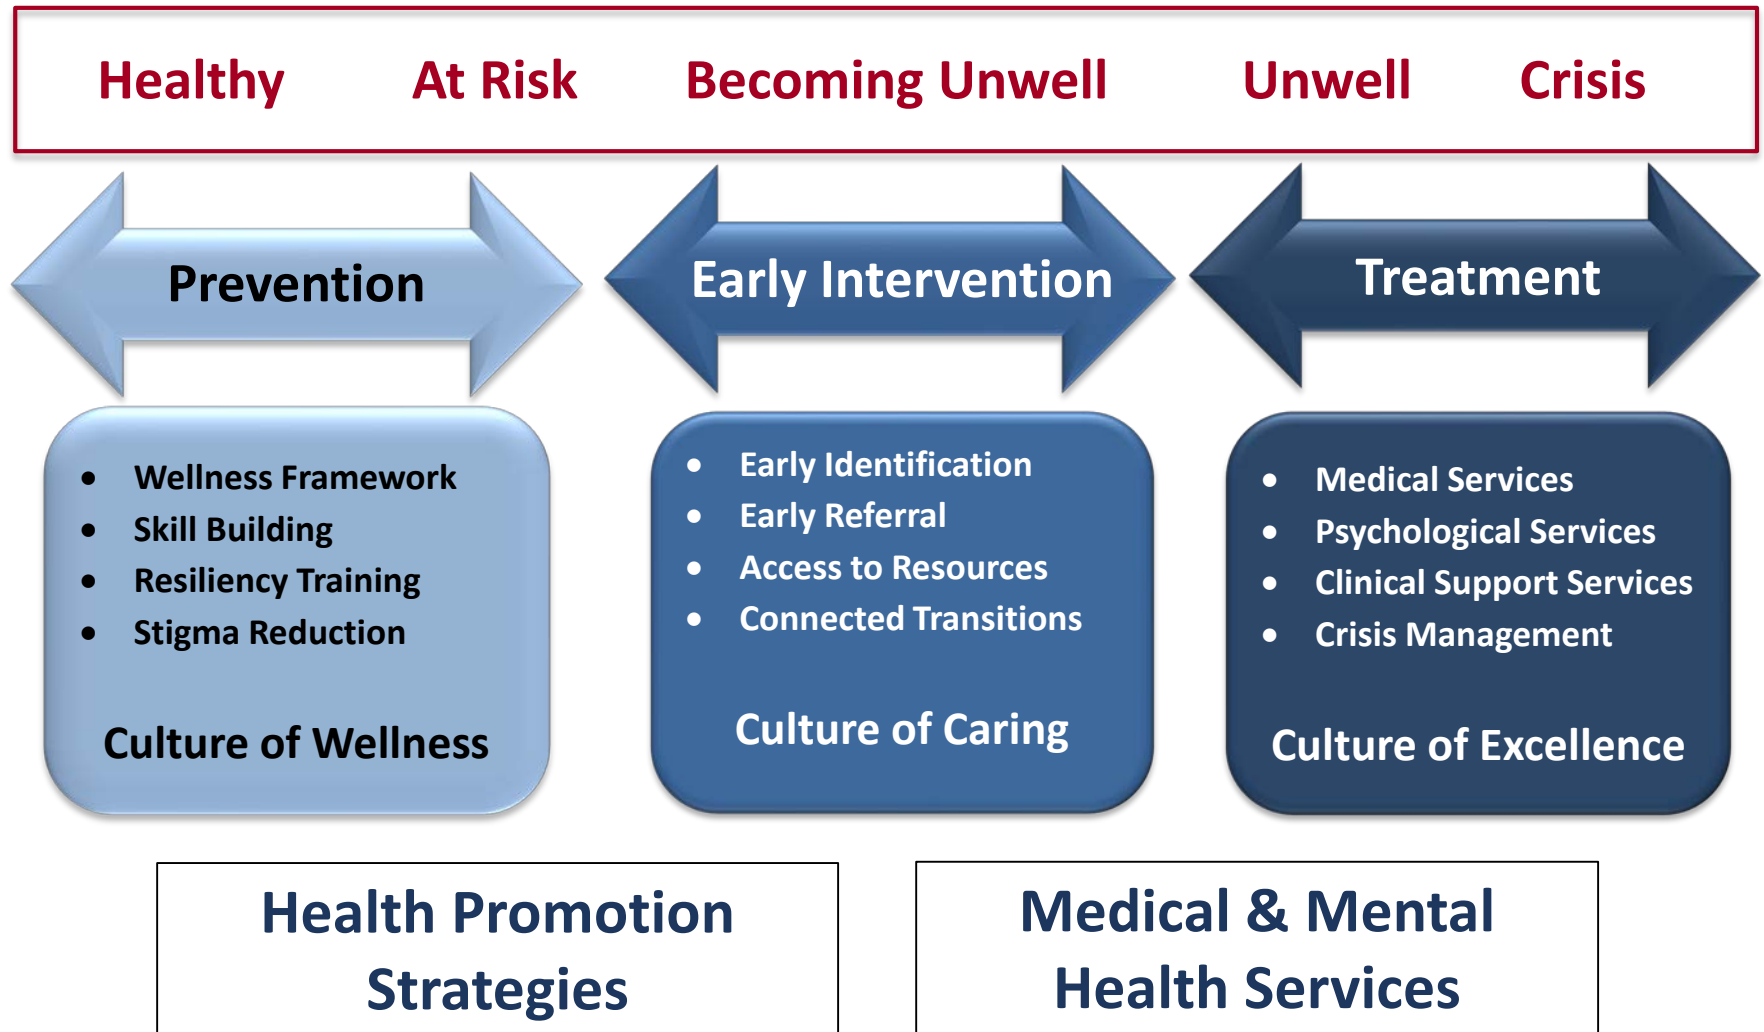 Healthy At Risk Becoming Unwell Unwell Crisis
Prevention
Early Intervention
Treatment
• Wellness Framework
• Skill Building
• Resiliency Training
• Stigma Reduction
Culture of Wellness
• Early Identification
• Early Referral
• Access to Resources
• Connected Transitions
Culture of Caring
• Medical Services
• Psychological Services
• Clinical Support Services
• Crisis Management
Culture of Excellence
Health Promotion
Strategies
Medical & Mental
Health Services